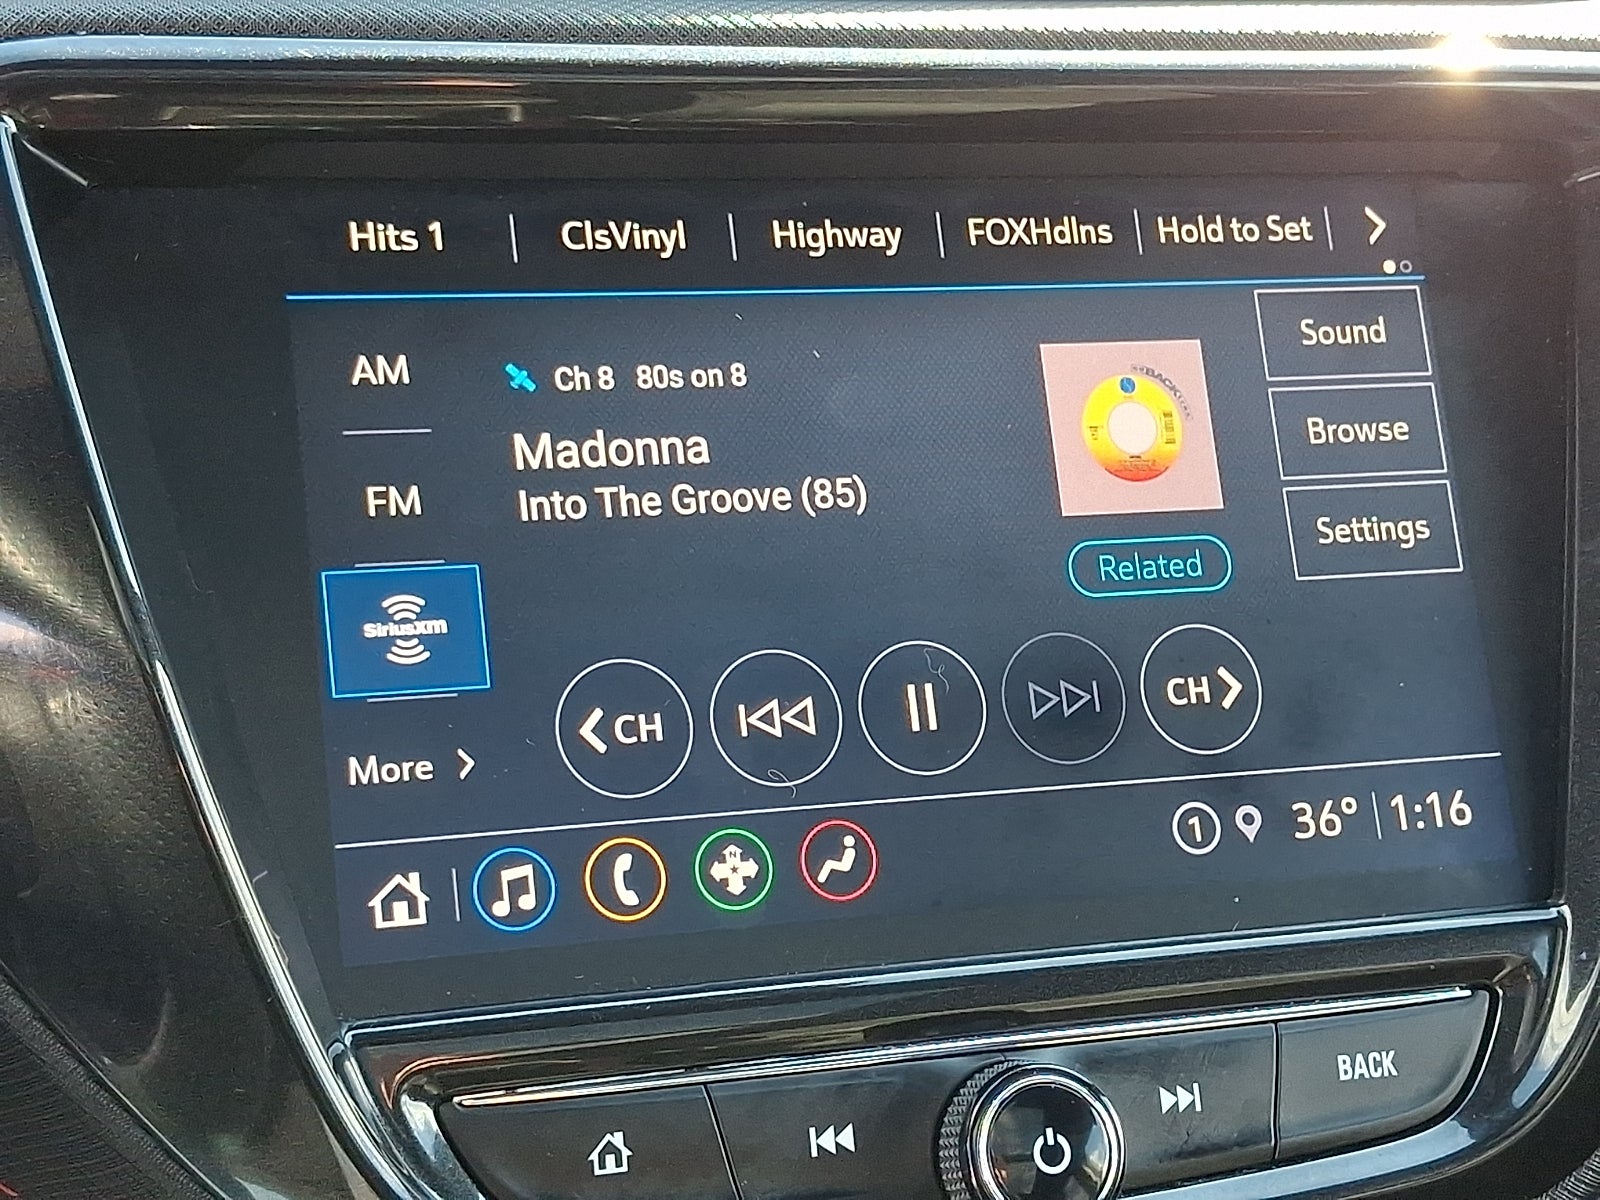 Hits 1 | ClsVinyl | Highway | FOXHdlns | Hold to Set |
AM
Ch 8 80s on 8
Madonna
Into The Groove (85)
FM
SiriusXM
More
BACK
Related
Sound
Browse
Settings
CH
CH
1 36° | 1:16
BACK